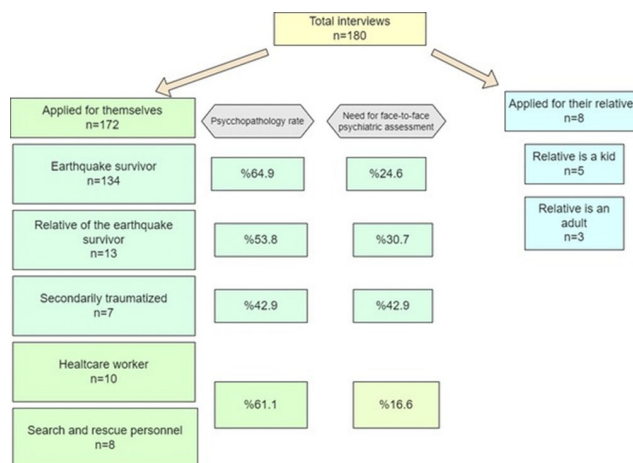 Total interviews
n=180
Applied for themselves
n=172
Psycchopathology rate
Need for face-to-face
psychiatric assessment
Applied for their relative
n=8
Earthquake survivor
n=134
%64.9
%24.6
Relative is a kid
n=5
Relative of the earthquake
survivor
n=13
%53.8
%30.7
Relative is an
adult
n=3
Secondarily traumatized
n=7
%42.9
%42.9
Healtcare worker
n=10
%61.1
%16.6
Search and rescue personnel
n=8